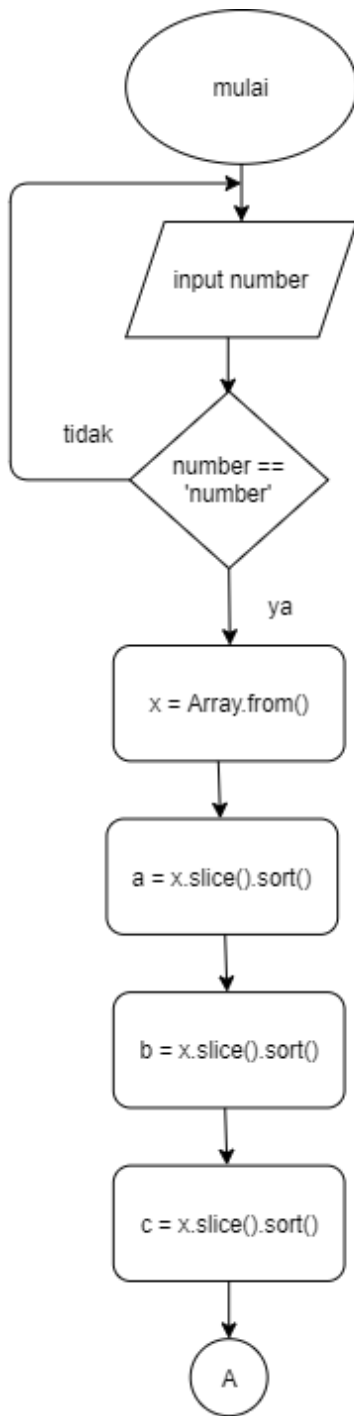 mulai
input number
tidak
number ==
'number'
ya
x = Array.from()
a = x.slice().sort()
b = x.slice().sort()
c = x.slice().sort()
A